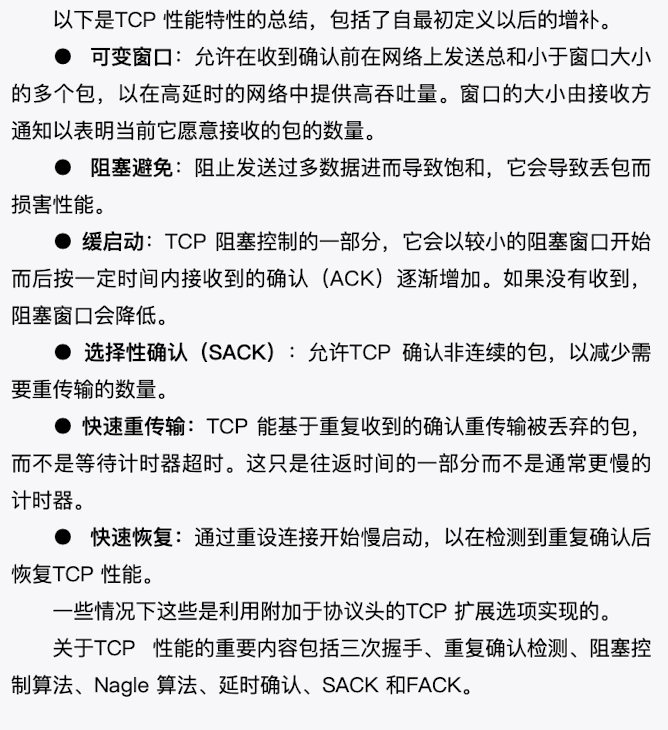 以下是TCP 性能特性的总结，包括了自最初定义以后的增补。
● 可变窗口：允许在收到确认前在网络上发送总和小于窗口大小
的多个包，以在高延时的网络中提供高吞吐量。窗口的大小由接收方
通知以表明当前它愿意接收的包的数量。
● 阻塞避免：阻止发送过多数据进而导致饱和，它会导致丢包而
损害性能。
● 缓启动：TCP 阻塞控制的一部分，它会以较小的阻塞窗口开始
而后按一定时间内接收到的确认（ACK）逐渐增加。如果没有收到，
阻塞窗口会降低。
● 选择性确认（SACK）：允许TCP 确认非连续的包，以减少需
要重传输的数量。
● 快速重传输：TCP 能基于重复收到的确认重传输被丢弃的包，
而不是等待计时器超时。这只是往返时间的一部分而不是通常更慢的
计时器。
● 快速恢复：通过重设连接开始慢启动，以在检测到重复确认后
恢复TCP 性能。
一些情况下这些是利用附加于协议头的TCP 扩展选项实现的。
关于TCP 性能的重要内容包括三次握手、重复确认检测、阻塞控
制算法、Nagle 算法、延时确认、SACK 和FACK。